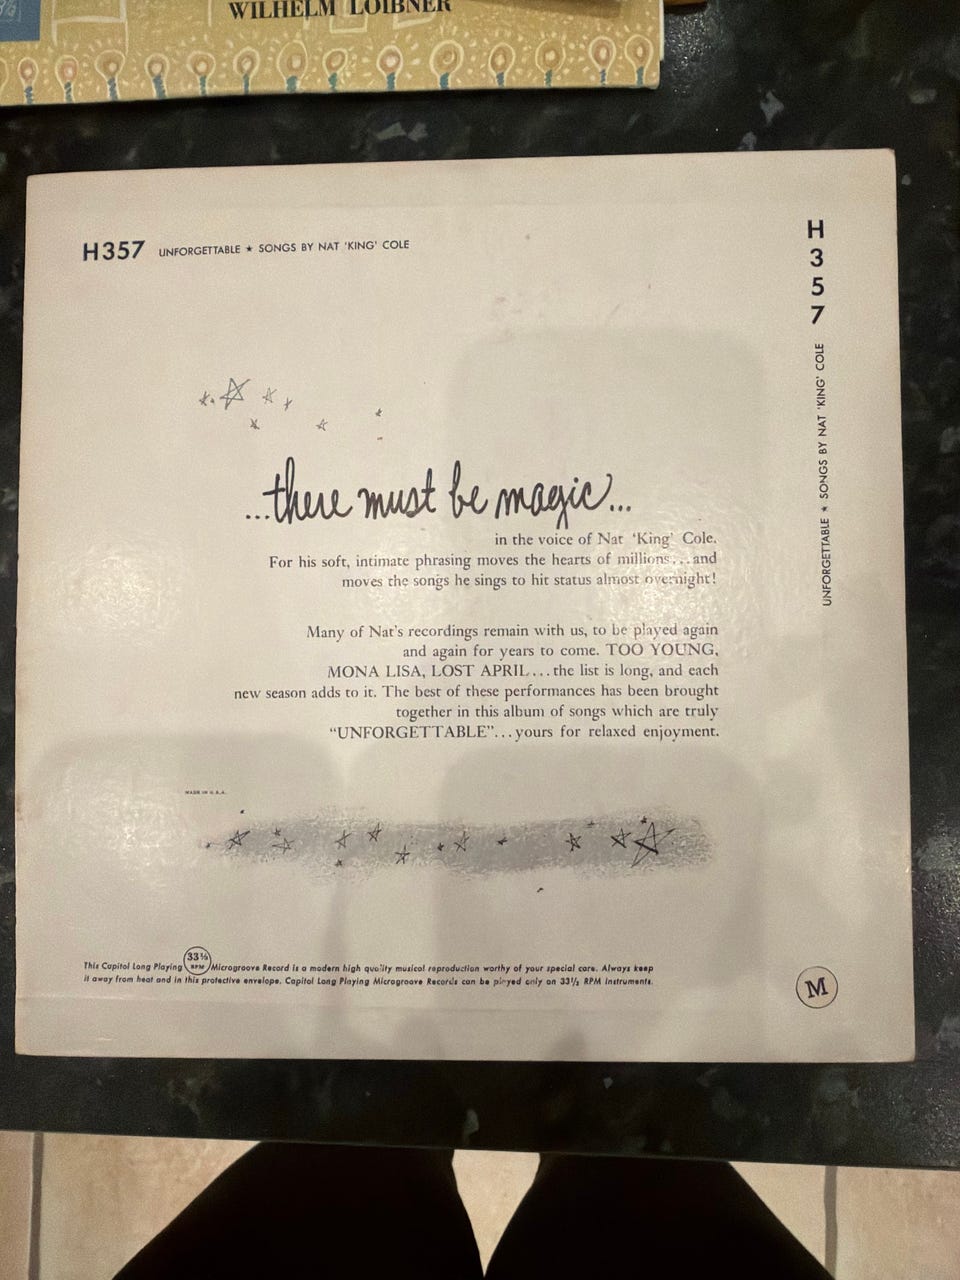 WILHELM LOIBNER
H357 UNFORGETTABLE ★ SONGS BY NAT 'KING' COLE
H
3
5
7
UNFORGETTABLE ★ SONGS BY NAT 'KING' COLE
...there must be magic...
in the voice of Nat 'King' Cole.
For his soft, intimate phrasing moves the hearts of millions...and
moves the songs he sings to hit status almost overnight!
Many of Nat's recordings remain with us, to be played again
and again for years to come. TOO YOUNG,
MONA LISA, LOST APRIL...the list is long, and each
new season adds to it. The best of these performances has been brought
together in this album of songs which are truly
"UNFORGETTABLE"...yours for relaxed enjoyment.
MADE IN U.S.A.
This Capitol Long Playing 33⅓ RPM Microgroove Record is a modern high quality musical reproduction worthy of your special care. Always keep
it away from heat and in this protective envelope. Capitol Long Playing Microgroove Records can be played only on 33⅓ RPM Instruments.
M